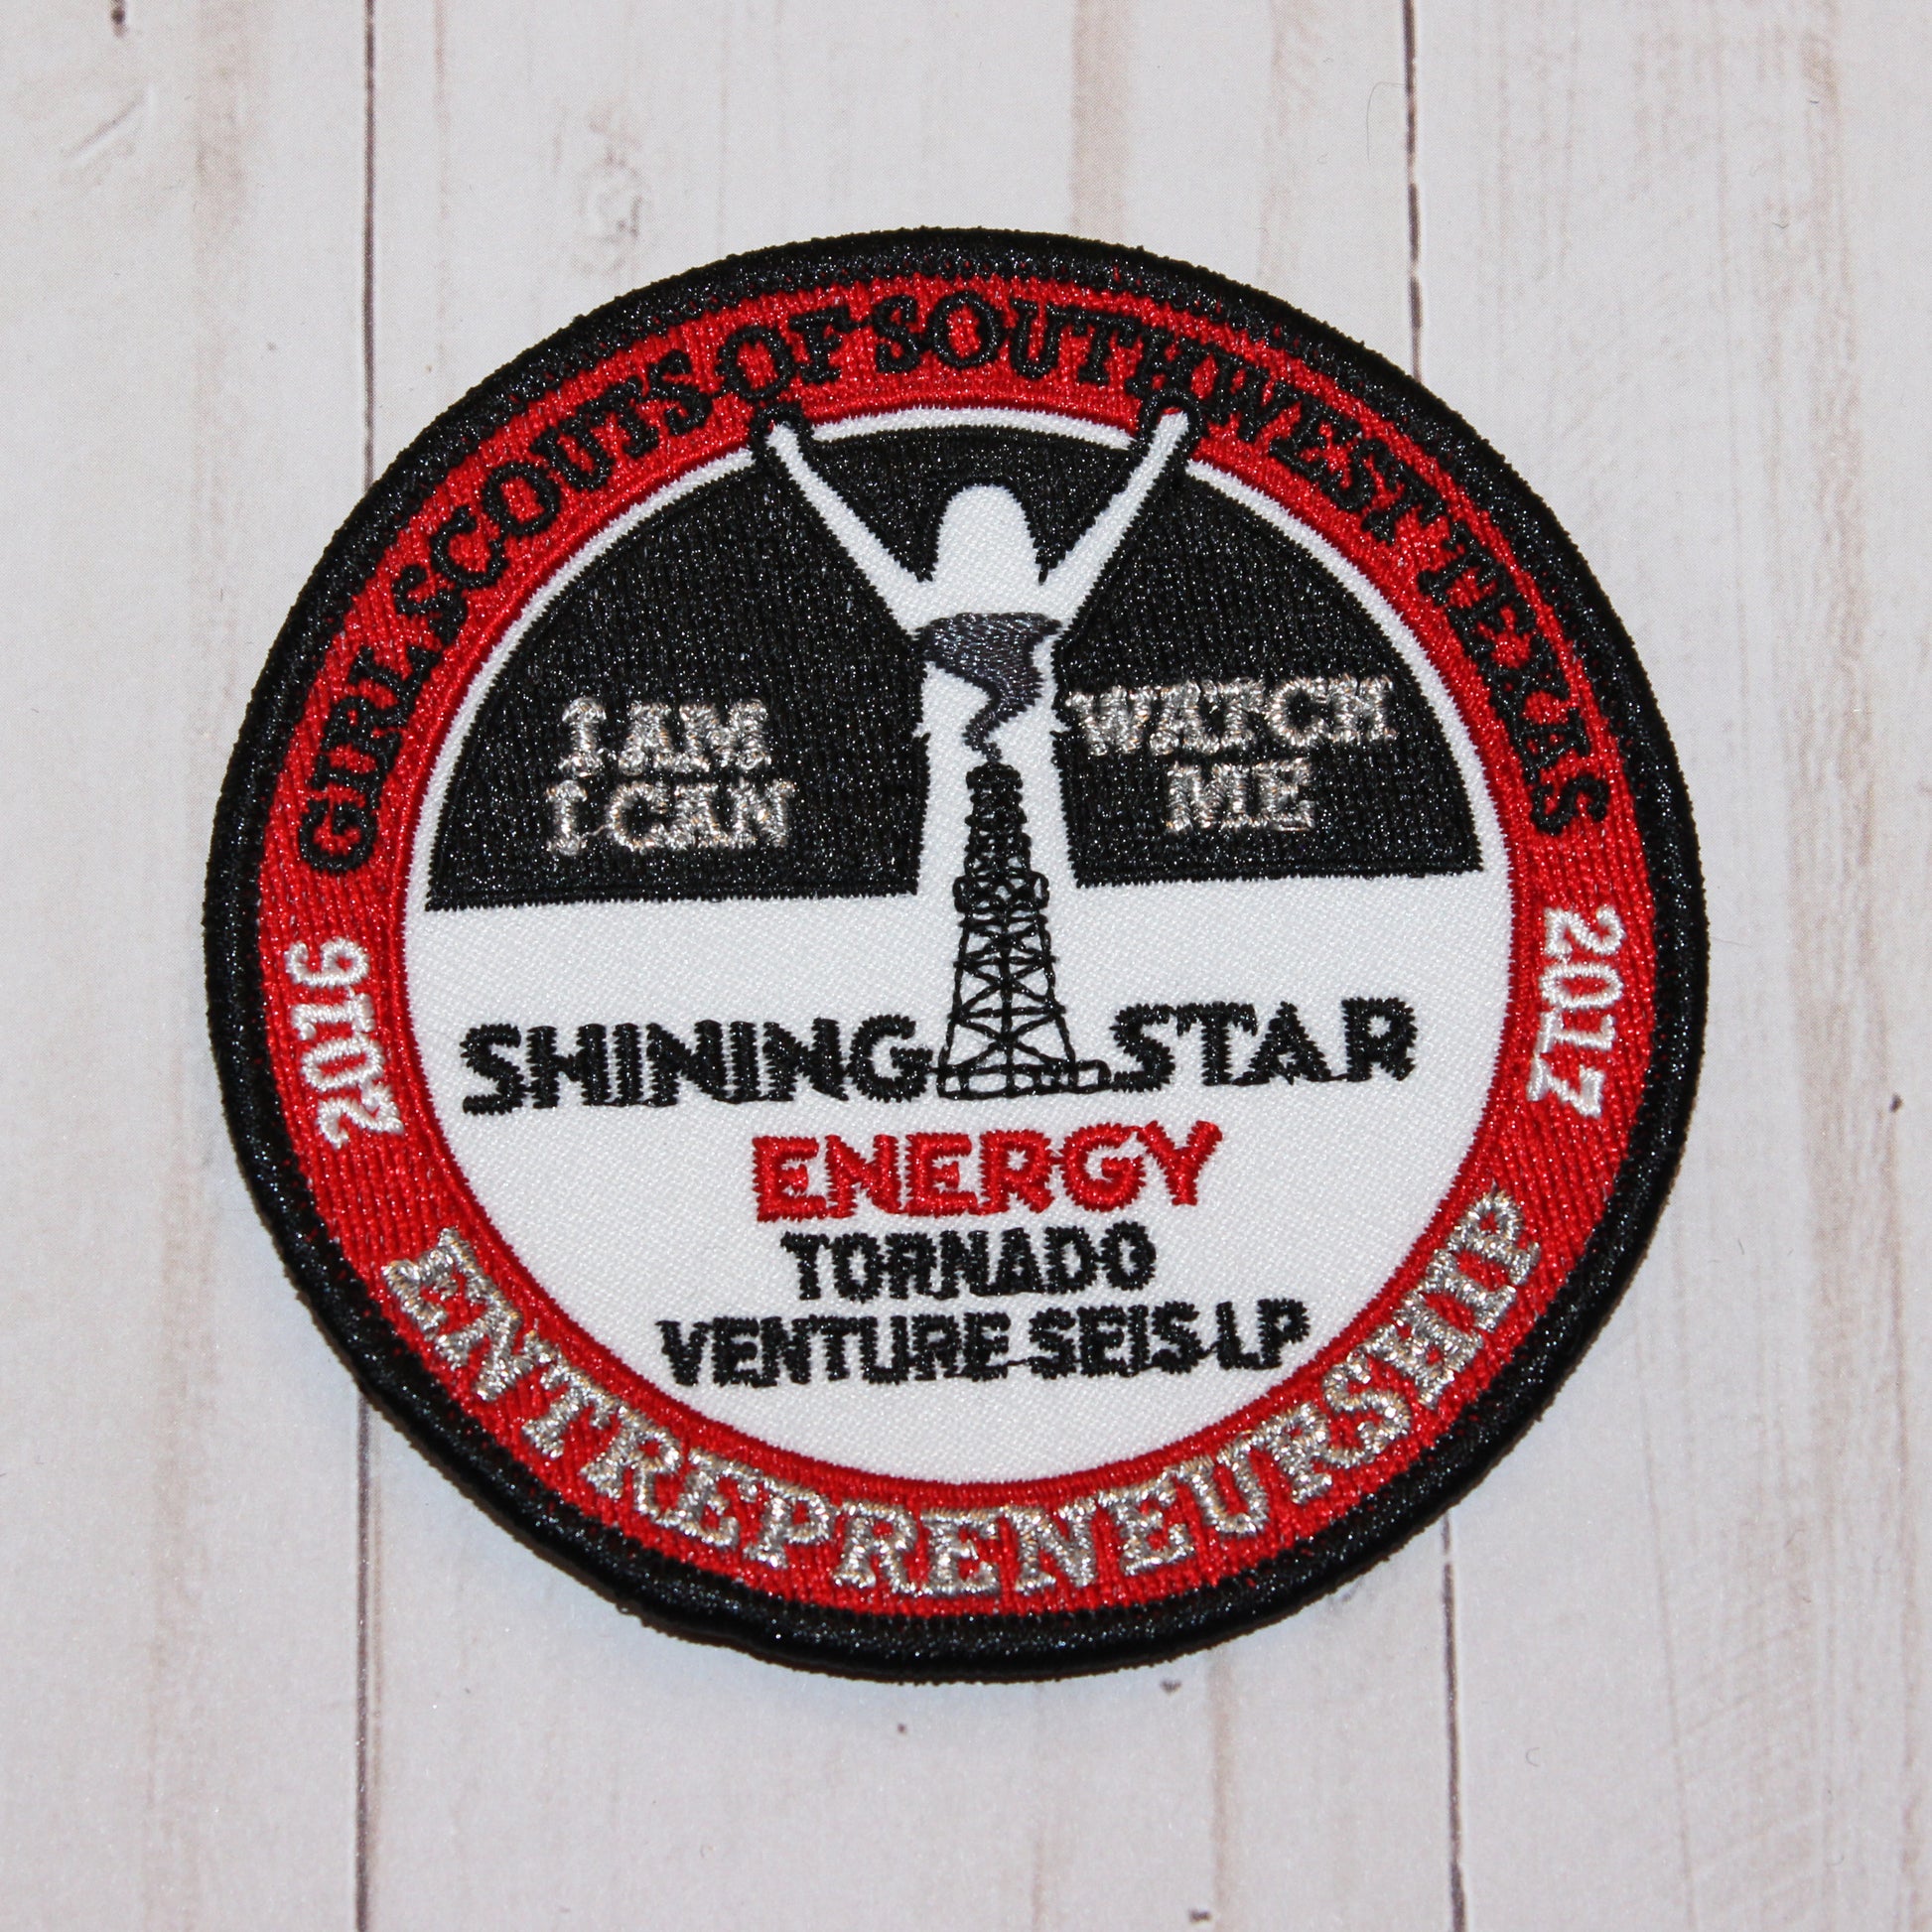 GIRL SCOUTS OF SOUTHWEST TEXAS
I AM
I CAN
WATCH
ME
2016
2017
SHINING STAR
ENERGY
TORNADO
VENTURE SEIS LP
ENTREPRENEURSHIP